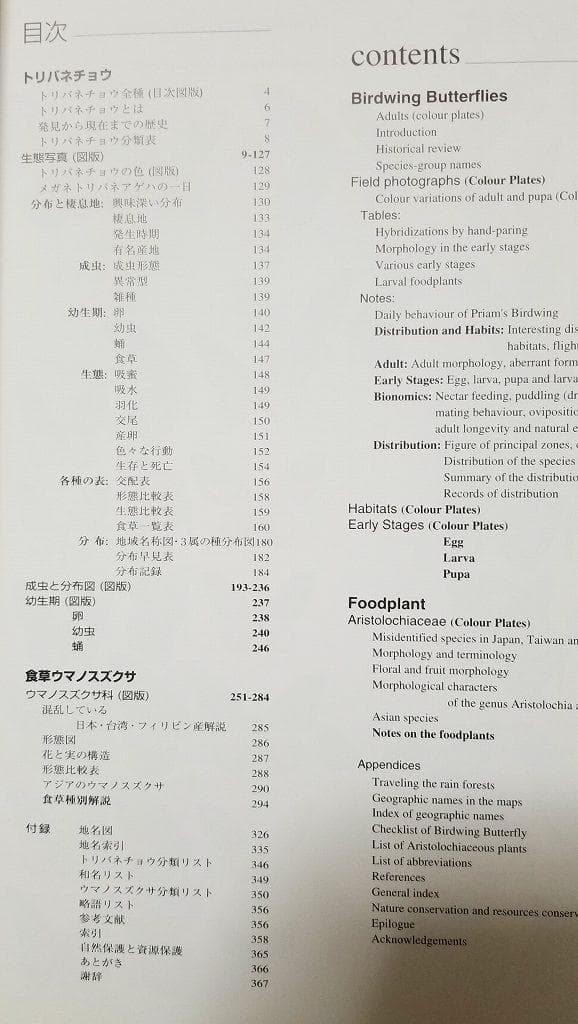 目次
トリバネチョウ
トリバネチョウ全種 (目次図版) 4
トリバネチョウとは 6
発見から現在までの歴史 7
トリバネチョウ分類表 8
生態写真 (図版) 9-127
トリバネチョウの色 (図版) 128
メガネトリバネアゲハの一日 129
分布と棲息地: 興味深い分布 130
棲息地 133
発生時期 134
有名産地 134
成虫: 成虫形態 137
異常型 139
雑種 139
幼生期: 卵 140
幼虫 142
蛹 144
食草 147
生態: 吸蜜 148
吸水 149
羽化 149
交尾 150
産卵 151
色々な行動 152
生存と死亡 154
各種の表: 交配表 156
形態比較表 158
生態比較表 159
食草一覧表 160
分布: 地域名称図・3属の種分布図180
分布早見表 182
分布記録 184
成虫と分布図 (図版) 193-236
幼生期 (図版) 237
卵 238
幼虫 240
蛹 246
食草ウマノスズクサ
ウマノスズクサ科 (図版) 251-284
混乱している
日本・台湾・フィリピン産解説 285
形態図 286
花と実の構造 287
形態比較表 288
アジアのウマノスズクサ 290
食草種別解説 294
付録 地名図 326
地名索引 335
トリバネチョウ分類リスト 346
和名リスト 349
ウマノスズクサ分類リスト 350
略語リスト 356
参考文献 356
索引 358
自然保護と資源保護 365
あとがき 366
謝辞 367
contents
Birdwing Butterflies
Adults (colour plates)
Introduction
Historical review
Species-group names
Field photographs (Colour Plates)
Colour variations of adult and pupa (Col
Tables:
Hybridizations by hand-paring
Morphology in the early stages
Various early stages
Larval foodplants
Notes:
Daily behaviour of Priam's Birdwing
Distribution and Habits: Interesting dis
habitats, fligh
Adult: Adult morphology, aberrant form
Early Stages: Egg, larva, pupa and larva
Bionomics: Nectar feeding, puddling (dr
mating behaviour, ovipositio
adult longevity and natural e
Distribution: Figure of principal zones,
Distribution of the species
Summary of the distributio
Records of distribution
Habitats (Colour Plates)
Early Stages (Colour Plates)
Egg
Larva
Pupa
Foodplant
Aristolochiaceae (Colour Plates)
Misidentified species in Japan, Taiwan an
Morphology and terminology
Floral and fruit morphology
Morphological characters
of the genus Aristolochia a
Asian species
Notes on the foodplants
Appendices
Traveling the rain forests
Geographic names in the maps
Index of geographic names
Checklist of Birdwing Butterfly
List of Aristolochiaceous plants
List of abbreviations
References
General index
Nature conservation and resources conserv
Epilogue
Acknowledgements